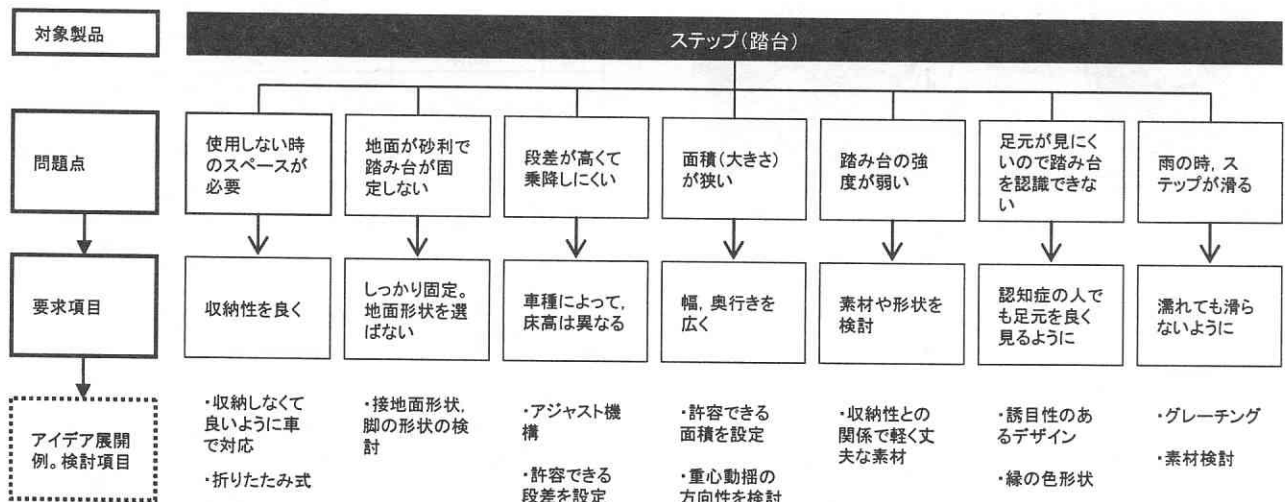 対象製品
ステップ(踏台)
問題点
使用しない時
のスペースが
必要
地面が砂利で
踏み台が固
定しない
段差が高くて
乗降しにくい
面積(大きさ)
が狭い
踏み台の強
度が弱い
足元が見にく
いので踏み台
を認識できな
い
雨の時,ス
テップが滑る
要求項目
収納性を良く
しっかり固定。
地面形状を選
ばない
車種によって,
床高は異なる
幅,奥行きを
広く
素材や形状を
検討
認知症の人で
も足元を良く
見るように
濡れても滑ら
ないように
アイデア展開
例。検討項目
・収納しなくて
良いように車
で対応
・折りたたみ式
・接地面形状,
脚の形状の検
討
・アジャスト機
構
・許容できる
段差を設定
・許容できる
面積を設定
・重心動揺の
方向性を検討
・収納性との
関係で軽く丈
夫な素材
・誘目性のあ
るデザイン
・縁の色形状
・グレーチング
・素材検討